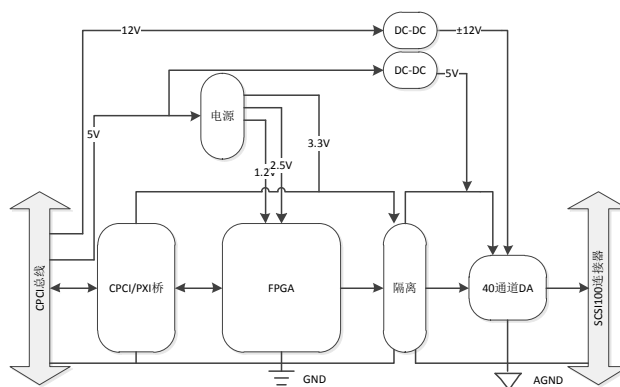 DC-DC
12V
±12V
DC-DC
5V
电源
5V
3.3V
1.2V
2.5V
CPCI总线
CPCI/PXI桥
FPGA
隔离
40通道DA
SCSI100连接器
GND
AGND